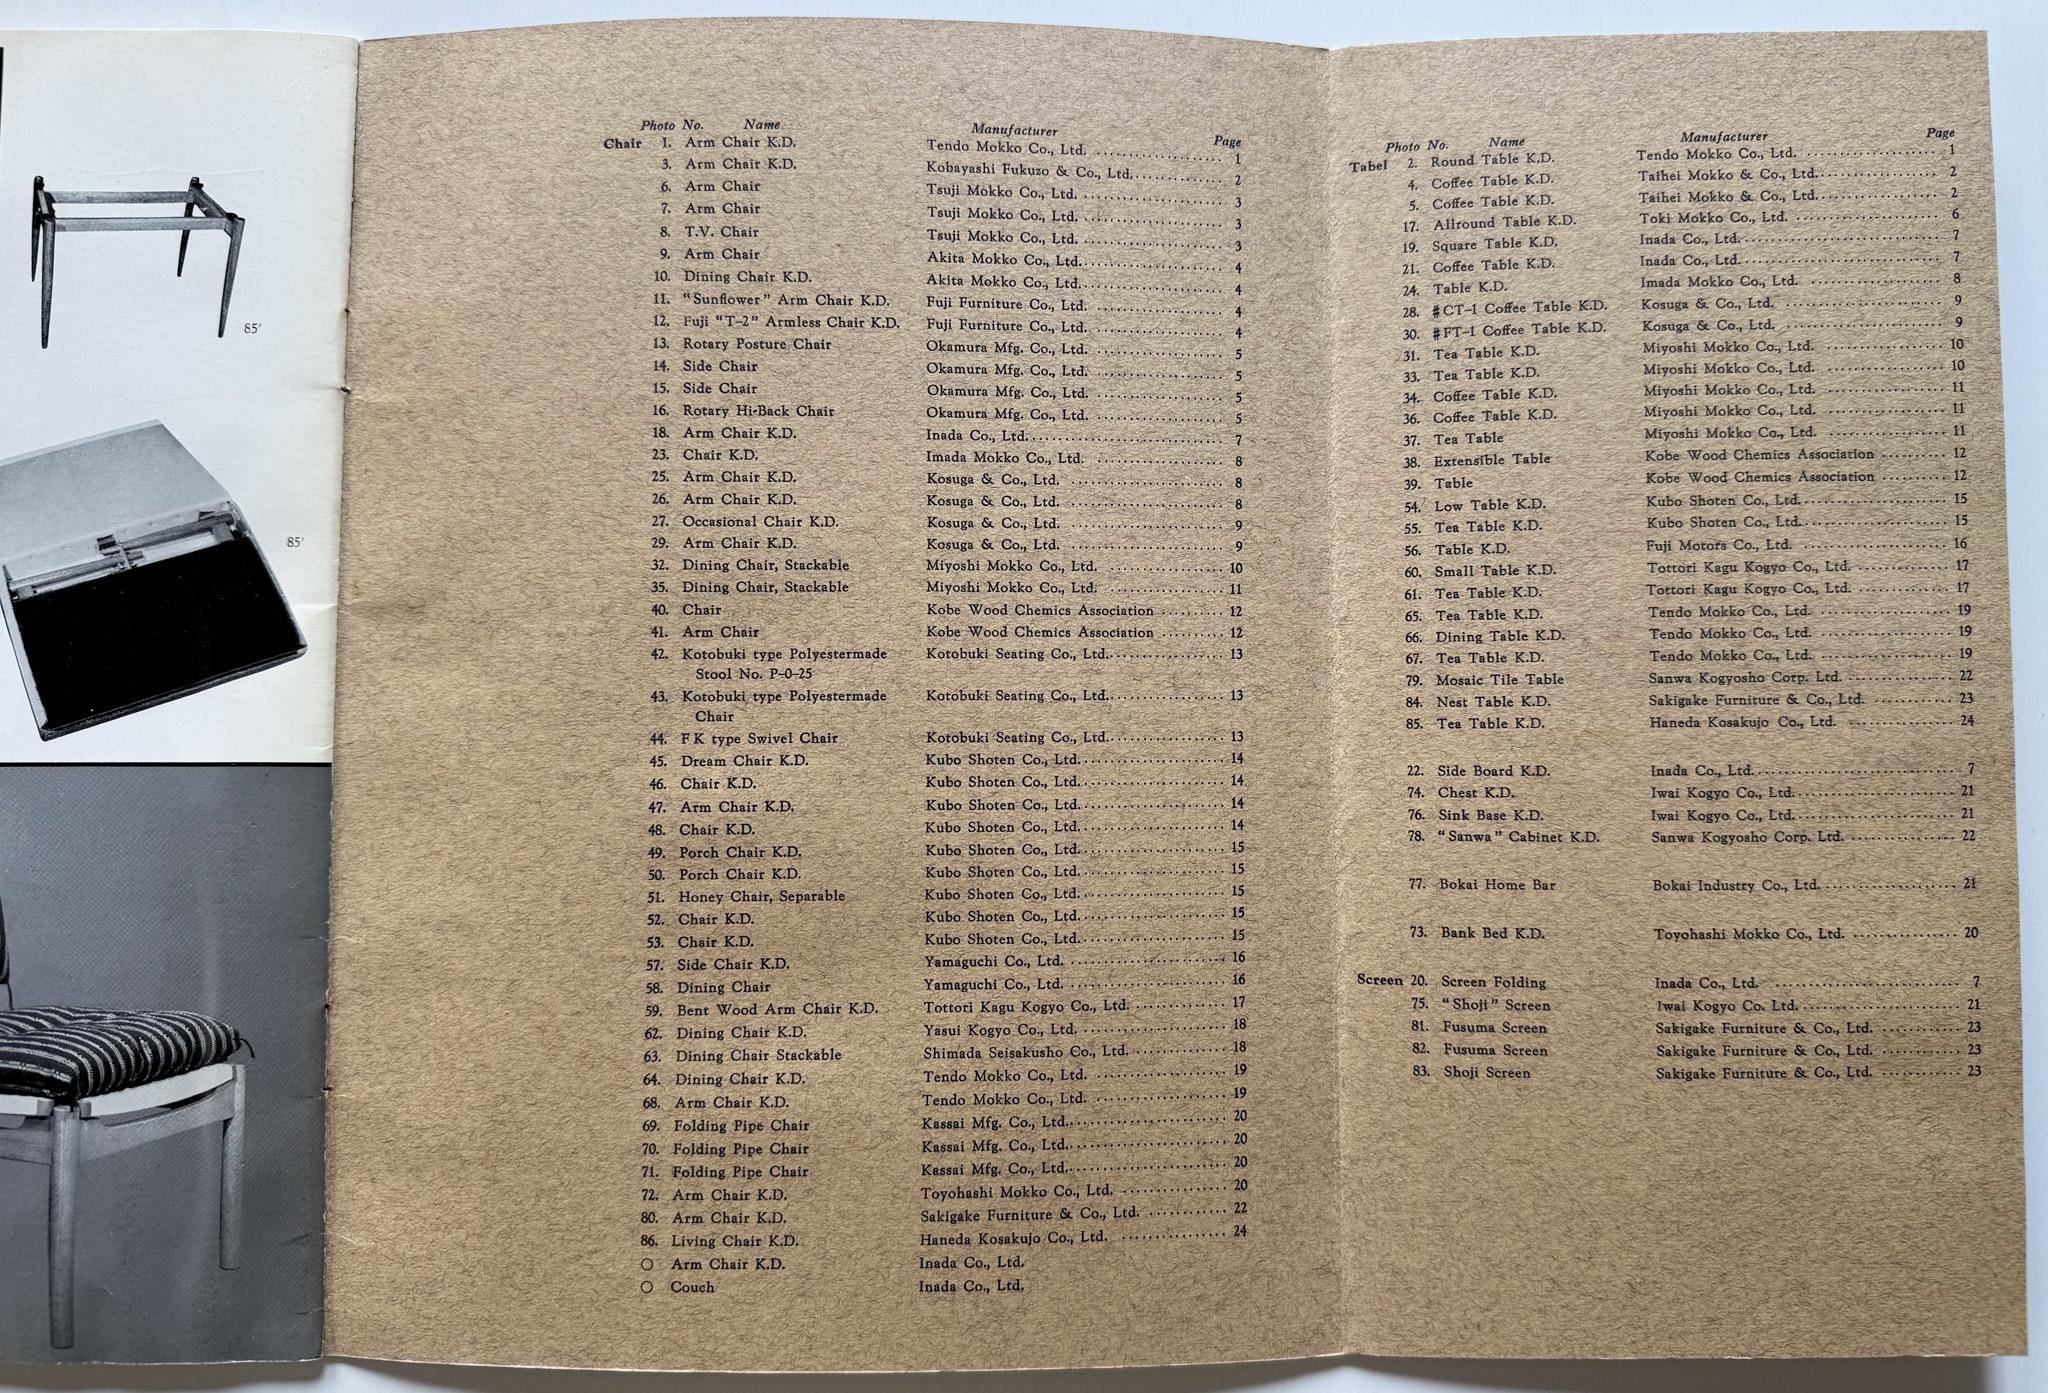 85′
85′
Photo No. Name Manufacturer Page
Chair 1. Arm Chair K.D. Tendo Mokko Co., Ltd. 1
3. Arm Chair K.D. Kobayashi Fukuzo & Co., Ltd. 2
6. Arm Chair Tsuji Mokko Co., Ltd. 3
7. Arm Chair Tsuji Mokko Co., Ltd. 3
8. T.V. Chair Tsuji Mokko Co., Ltd. 3
9. Arm Chair Akita Mokko Co., Ltd. 4
10. Dining Chair K.D. Akita Mokko Co., Ltd. 4
11. "Sunflower" Arm Chair K.D. Fuji Furniture Co., Ltd. 4
12. Fuji "T-2" Armless Chair K.D. Fuji Furniture Co., Ltd. 4
13. Rotary Posture Chair Okamura Mfg. Co., Ltd. 5
14. Side Chair Okamura Mfg. Co., Ltd. 5
15. Side Chair Okamura Mfg. Co., Ltd. 5
16. Rotary Hi-Back Chair Okamura Mfg. Co., Ltd. 5
18. Arm Chair K.D. Inada Co., Ltd. 7
23. Chair K.D. Imada Mokko Co., Ltd. 8
25. Arm Chair K.D. Kosuga & Co., Ltd. 8
26. Arm Chair K.D. Kosuga & Co., Ltd. 8
27. Occasional Chair K.D. Kosuga & Co., Ltd. 9
29. Arm Chair K.D. Kosuga & Co., Ltd. 9
32. Dining Chair, Stackable Miyoshi Mokko Co., Ltd. 10
35. Dining Chair, Stackable Miyoshi Mokko Co., Ltd. 11
40. Chair Kobe Wood Chemics Association 12
41. Arm Chair Kobe Wood Chemics Association 12
42. Kotobuki type Polyestermade Kotobuki Seating Co., Ltd. 13
Stool No. P-0-25
43. Kotobuki type Polyestermade Kotobuki Seating Co., Ltd. 13
Chair
44. F K type Swivel Chair Kotobuki Seating Co., Ltd. 13
45. Dream Chair K.D. Kubo Shoten Co., Ltd. 14
46. Chair K.D. Kubo Shoten Co., Ltd. 14
47. Arm Chair K.D. Kubo Shoten Co., Ltd. 14
48. Chair K.D. Kubo Shoten Co., Ltd. 14
49. Porch Chair K.D. Kubo Shoten Co., Ltd. 15
50. Porch Chair K.D. Kubo Shoten Co., Ltd. 15
51. Honey Chair, Separable Kubo Shoten Co., Ltd. 15
52. Chair K.D. Kubo Shoten Co., Ltd. 15
53. Chair K.D. Kubo Shoten Co., Ltd. 15
57. Side Chair K.D. Yamaguchi Co., Ltd. 16
58. Dining Chair Yamaguchi Co., Ltd. 16
59. Bent Wood Arm Chair K.D. Tottori Kagu Kogyo Co., Ltd. 17
62. Dining Chair K.D. Yasui Kogyo Co., Ltd. 18
63. Dining Chair Stackable Shimada Seisakusho Co., Ltd. 18
64. Dining Chair K.D. Tendo Mokko Co., Ltd. 19
68. Arm Chair K.D. Tendo Mokko Co., Ltd. 19
69. Folding Pipe Chair Kassai Mfg. Co., Ltd. 20
70. Folding Pipe Chair Kassai Mfg. Co., Ltd. 20
71. Folding Pipe Chair Kassai Mfg. Co., Ltd. 20
72. Arm Chair K.D. Toyohashi Mokko Co., Ltd. 20
80. Arm Chair K.D. Sakigake Furniture & Co., Ltd. 22
86. Living Chair K.D. Haneda Kosakujo Co., Ltd. 24
○ Arm Chair K.D. Inada Co., Ltd.
○ Couch Inada Co., Ltd.
Photo No. Name Manufacturer Page
Tabel 2. Round Table K.D. Tendo Mokko Co., Ltd. 1
4. Coffee Table K.D. Taihei Mokko & Co., Ltd. 2
5. Coffee Table K.D. Taihei Mokko & Co., Ltd. 2
17. Allround Table K.D. Toki Mokko Co., Ltd. 6
19. Square Table K.D. Inada Co., Ltd. 7
21. Coffee Table K.D. Inada Co., Ltd. 7
24. Table K.D. Imada Mokko Co., Ltd. 8
28. #CT-1 Coffee Table K.D. Kosuga & Co., Ltd. 9
30. #FT-1 Coffee Table K.D. Kosuga & Co., Ltd. 9
31. Tea Table K.D. Miyoshi Mokko Co., Ltd. 10
33. Tea Table K.D. Miyoshi Mokko Co., Ltd. 10
34. Coffee Table K.D. Miyoshi Mokko Co., Ltd. 11
36. Coffee Table K.D. Miyoshi Mokko Co., Ltd. 11
37. Tea Table Miyoshi Mokko Co., Ltd. 11
38. Extensible Table Kobe Wood Chemics Association 12
39. Table Kobe Wood Chemics Association 12
54. Low Table K.D. Kubo Shoten Co., Ltd. 15
55. Tea Table K.D. Kubo Shoten Co., Ltd. 15
56. Table K.D. Fuji Motors Co., Ltd. 16
60. Small Table K.D. Tottori Kagu Kogyo Co., Ltd. 17
61. Tea Table K.D. Tottori Kagu Kogyo Co., Ltd. 17
65. Tea Table K.D. Tendo Mokko Co., Ltd. 19
66. Dining Table K.D. Tendo Mokko Co., Ltd. 19
67. Tea Table K.D. Tendo Mokko Co., Ltd. 19
79. Mosaic Tile Table Sanwa Kogyosho Corp. Ltd. 22
84. Nest Table K.D. Sakigake Furniture & Co., Ltd. 23
85. Tea Table K.D. Haneda Kosakujo Co., Ltd. 24
22. Side Board K.D. Inada Co., Ltd. 7
74. Chest K.D. Iwai Kogyo Co., Ltd. 21
76. Sink Base K.D. Iwai Kogyo Co., Ltd. 21
78. "Sanwa" Cabinet K.D. Sanwa Kogyosho Corp. Ltd. 22
77. Bokai Home Bar Bokai Industry Co., Ltd. 21
73. Bank Bed K.D. Toyohashi Mokko Co., Ltd. 20
Screen 20. Screen Folding Inada Co., Ltd. 7
75. "Shoji" Screen Iwai Kogyo Co. Ltd. 21
81. Fusuma Screen Sakigake Furniture & Co., Ltd. 23
82. Fusuma Screen Sakigake Furniture & Co., Ltd. 23
83. Shoji Screen Sakigake Furniture & Co., Ltd. 23